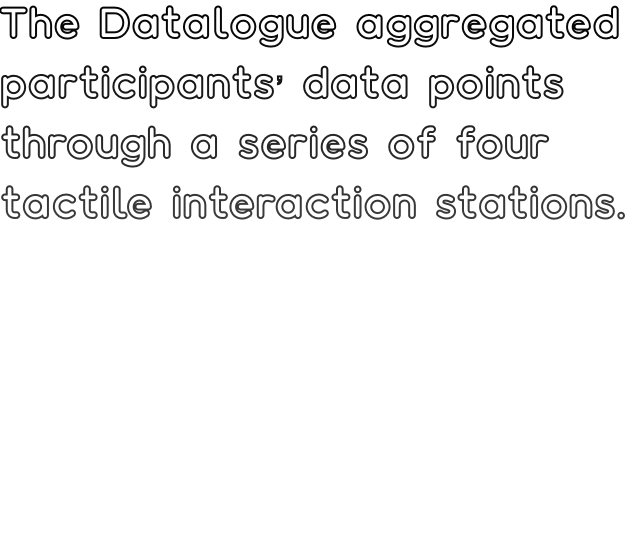 The Datalogue aggregated
participants’ data points
through a series of four
tactile interaction stations.